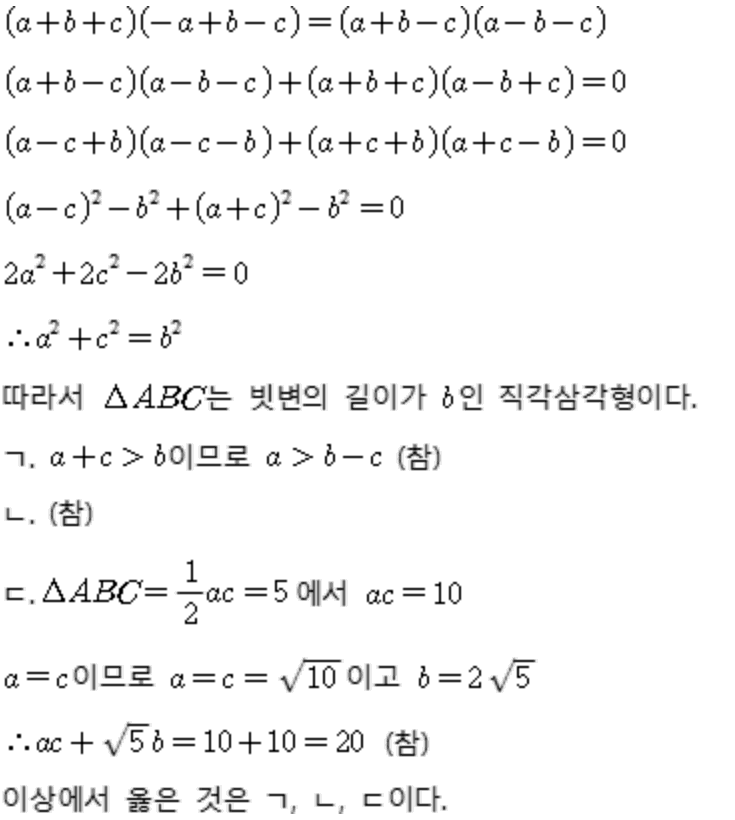 (a+b+c)(-a+b-c)=(a+b-c)(a-b-c)
(a+b-c)(a-b-c)+(a+b+c)(a-b+c)=0
(a-c+b)(a-c-b)+(a+c+b)(a+c-b)=0
(a-c)²-b²+(a+c)²-b²=0
2a²+2c²-2b²=0
∴a²+c²=b²
따라서 ΔABC는 빗변의 길이가 b인 직각삼각형이다.
ㄱ. a+c>b이므로 a>b-c (참)
ㄴ. (참)
ㄷ. ΔABC=1/2ac=5에서 ac=10
a=c이므로 a=c=√10이고 b=2√5
∴ac+√5b=10+10=20 (참)
이상에서 옳은 것은 ㄱ, ㄴ, ㄷ이다.